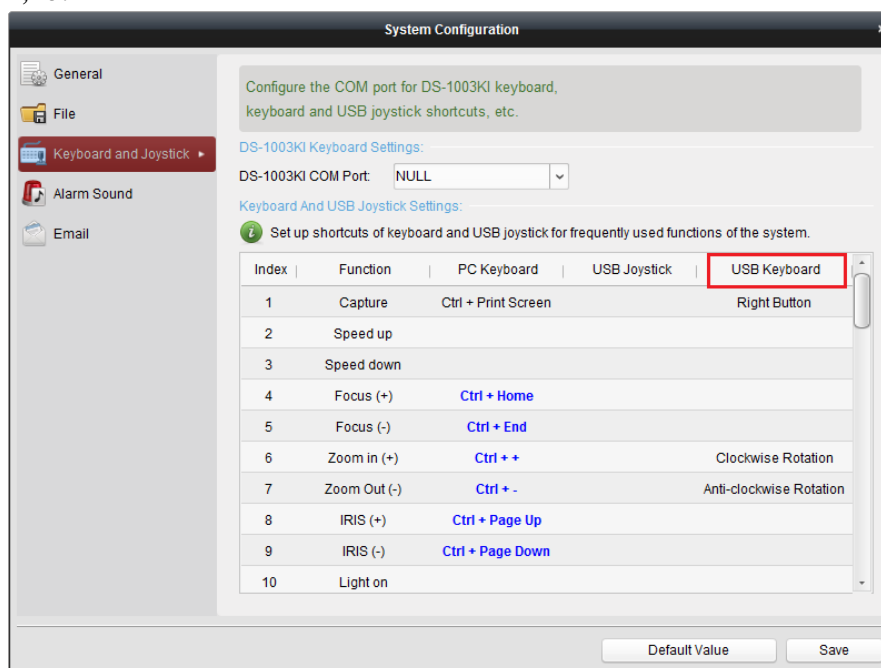 System Configuration
General
File
Keyboard and Joystick
Alarm Sound
Email
Configure the COM port for DS-1003KI keyboard,
keyboard and USB joystick shortcuts, etc.
DS-1003KI Keyboard Settings:
DS-1003KI COM Port: NULL
Keyboard And USB Joystick Settings:
Set up shortcuts of keyboard and USB joystick for frequently used functions of the system.
Index Function PC Keyboard USB Joystick USB Keyboard
1 Capture Ctrl + Print Screen Right Button
2 Speed up
3 Speed down
4 Focus (+) Ctrl + Home
5 Focus (-) Ctrl + End
6 Zoom in (+) Ctrl + + Clockwise Rotation
7 Zoom Out (-) Ctrl + - Anti-clockwise Rotation
8 IRIS (+) Ctrl + Page Up
9 IRIS (-) Ctrl + Page Down
10 Light on
Default Value Save